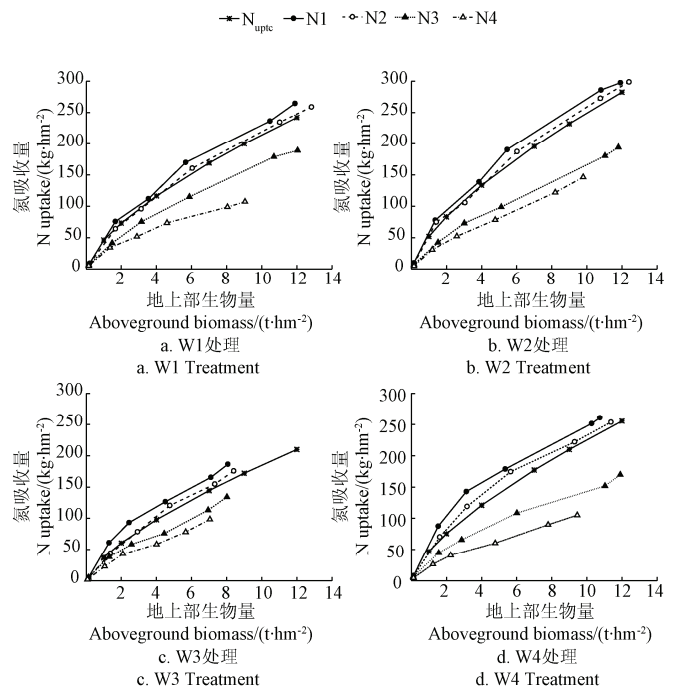 N_uptc N1 N2 N3 N4
300
250
200
150
100
50
0
2 4 6 8 10 12 14
氮吸收量
N uptake/(kg·hm⁻²)
地上部生物量
Aboveground biomass/(t·hm⁻²)
a. W1处理
a. W1 Treatment
300
250
200
150
100
50
0
2 4 6 8 10 12 14
氮吸收量
N uptake/(kg·hm⁻²)
地上部生物量
Aboveground biomass/(t·hm⁻²)
b. W2处理
b. W2 Treatment
300
250
200
150
100
50
0
2 4 6 8 10 12 14
氮吸收量
N uptake/(kg·hm⁻²)
地上部生物量
Aboveground biomass/(t·hm⁻²)
c. W3处理
c. W3 Treatment
300
250
200
150
100
50
0
2 4 6 8 10 12 14
氮吸收量
N uptake/(kg·hm⁻²)
地上部生物量
Aboveground biomass/(t·hm⁻²)
d. W4处理
d. W4 Treatment